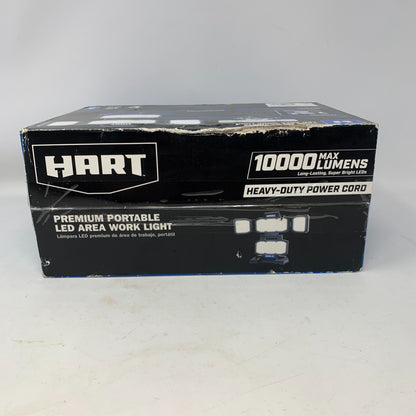 HART
10000 MAX LUMENS
Long-Lasting, Super Bright LEDs
HEAVY-DUTY POWER CORD
PREMIUM PORTABLE
LED AREA WORK LIGHT
Lámpara LED premium de área de trabajo, portátil